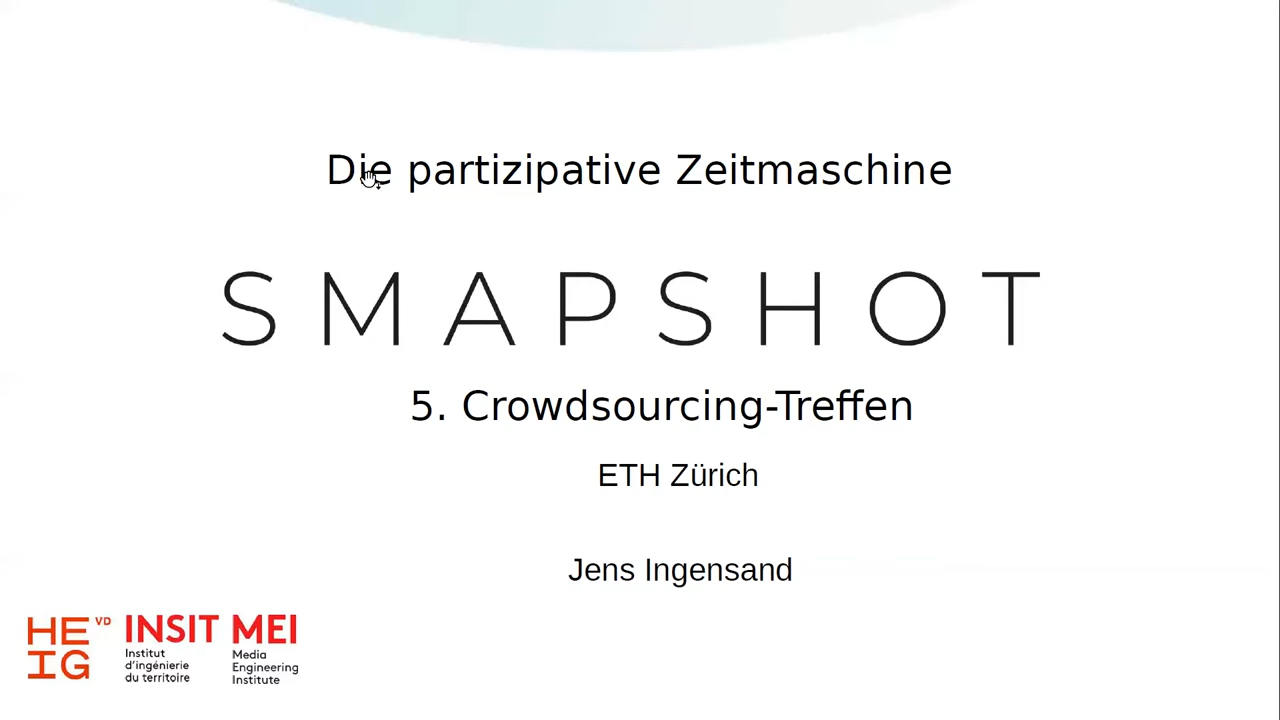 Die partizipative Zeitmaschine
SMAPSHOT
5. Crowdsourcing-Treffen
ETH Zürich
Jens Ingensand
HE VD
IG
INSIT
Institut
d'ingénierie
du territoire
MEI
Media
Engineering
Institute